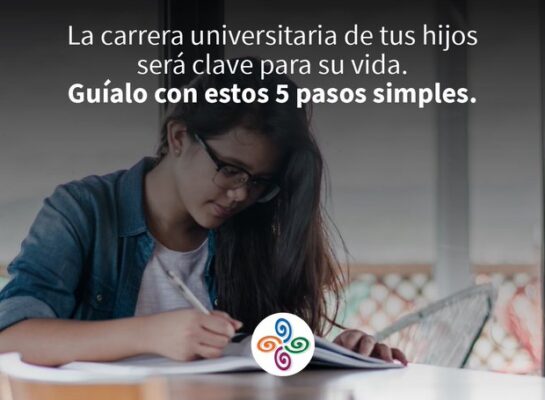 La carrera universitaria de tus hijos
será clave para su vida.
Guíalo con estos 5 pasos simples.